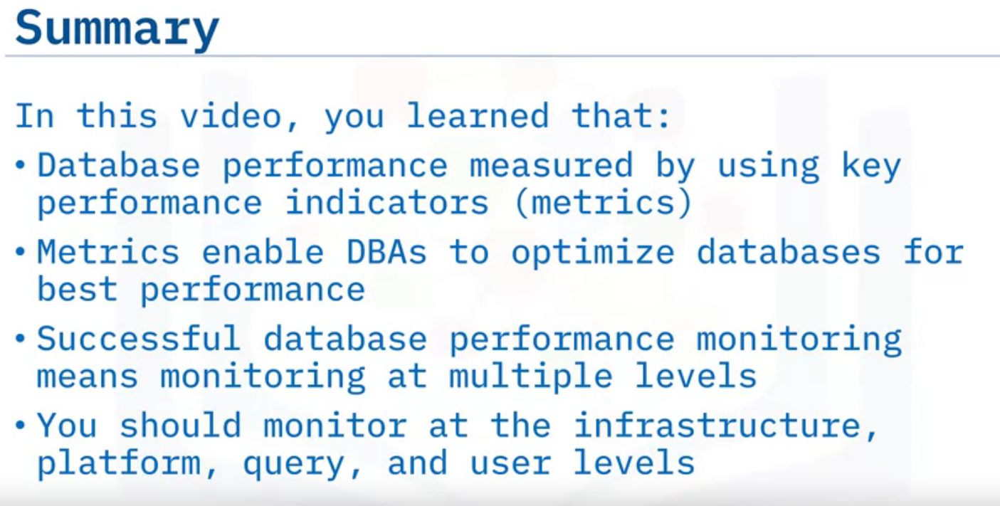 Summary
In this video, you learned that:
• Database performance measured by using key
performance indicators (metrics)
• Metrics enable DBAs to optimize databases for
best performance
• Successful database performance monitoring
means monitoring at multiple levels
• You should monitor at the infrastructure,
platform, query, and user levels